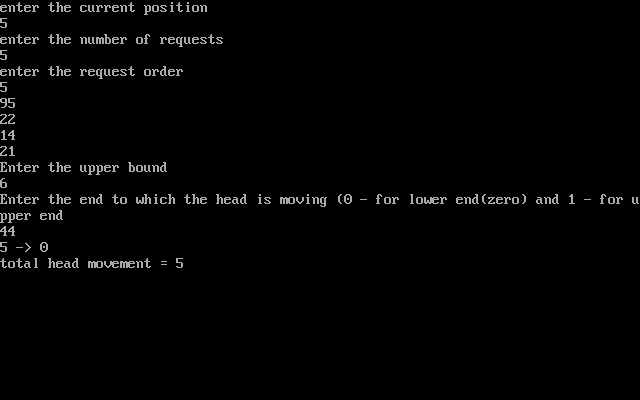 enter the current position
5
enter the number of requests
5
enter the request order
5
95
22
14
21
Enter the upper bound
6
Enter the end to which the head is moving (0 - for lower end(zero) and 1 - for u
pper end
44
5 -> 0
total head movement = 5